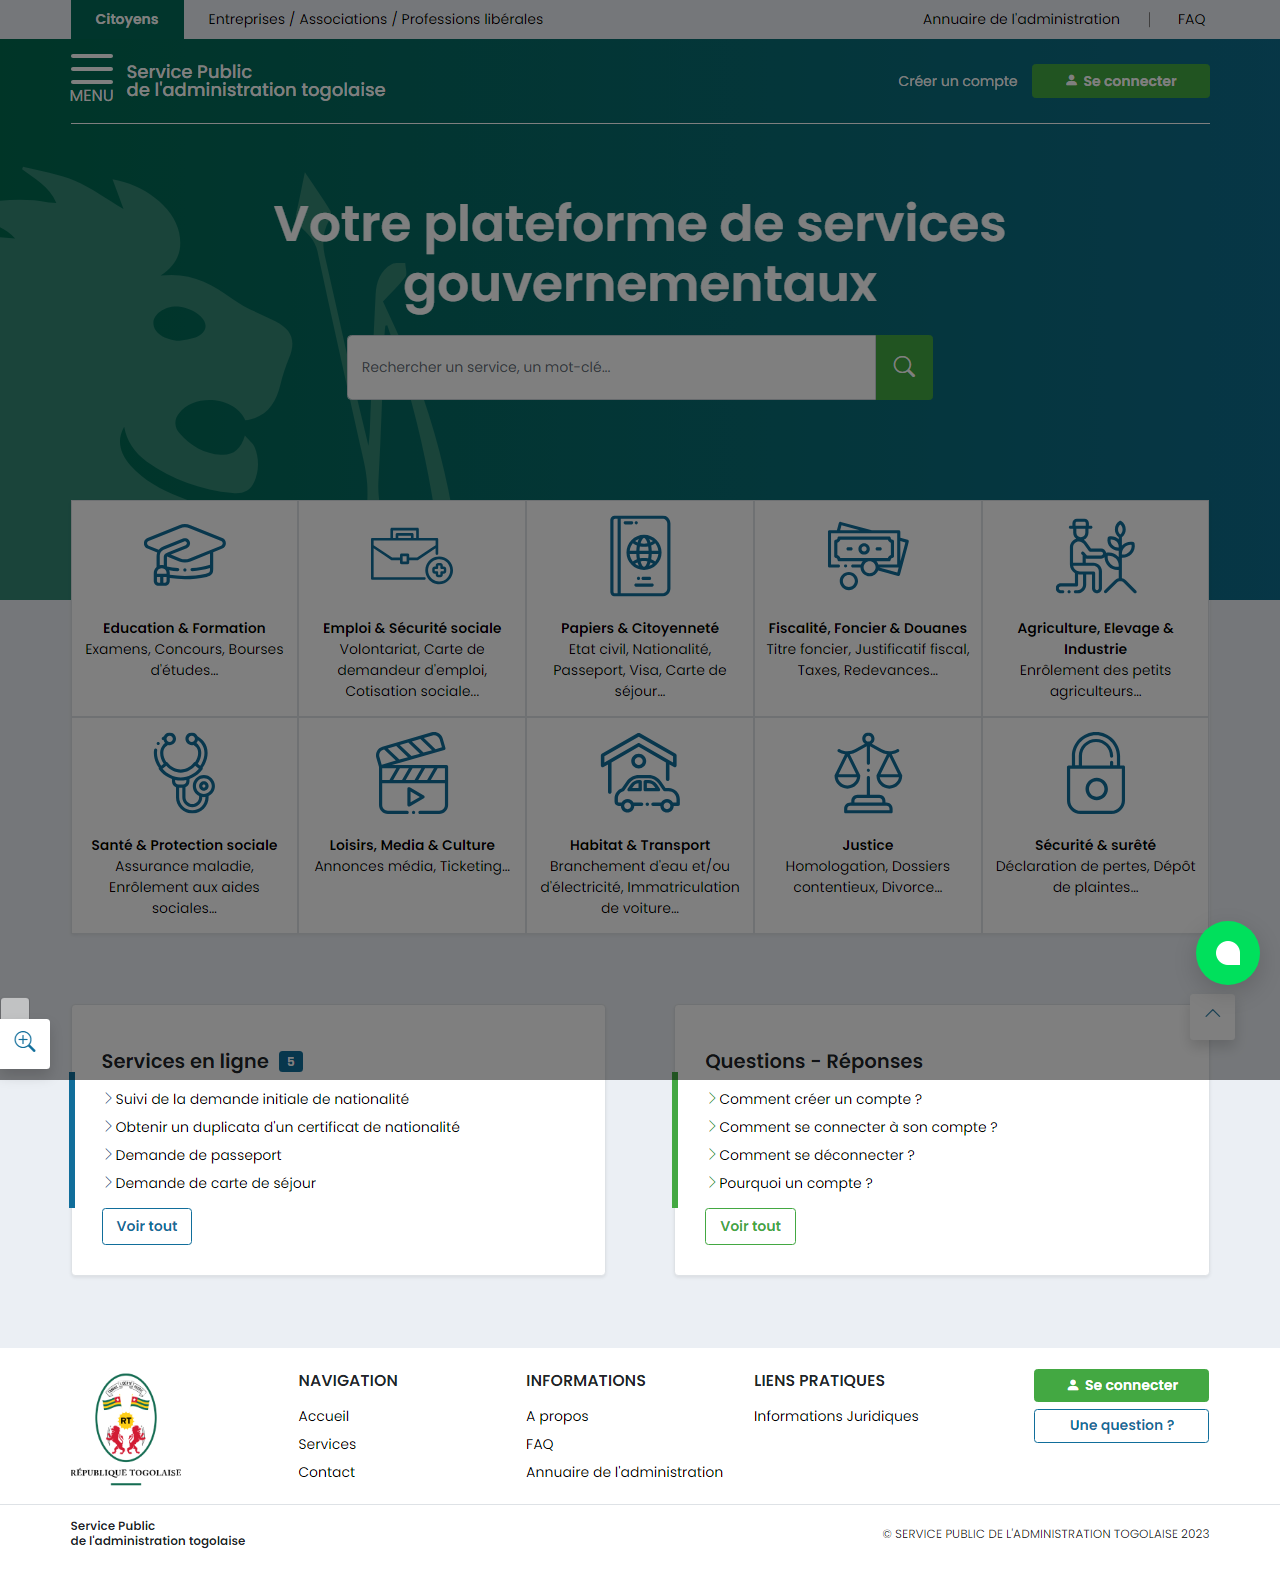 Citoyens
Entreprises / Associations / Professions libérales
Annuaire de l'administration
FAQ
MENU
Service Public
de l'administration togolaise
Créer un compte
Se connecter
Votre plateforme de services
gouvernementaux
Rechercher un service, un mot-clé...
Education & Formation
Examens, Concours, Bourses
d'études...
Emploi & Sécurité sociale
Volontariat, Carte de
demandeur d'emploi,
Cotisation sociale...
Papiers & Citoyenneté
Etat civil, Nationalité,
Passeport, Visa, Carte de
séjour...
Fiscalité, Foncier & Douanes
Titre foncier, Justificatif fiscal,
Taxes, Redevances...
Agriculture, Elevage &
Industrie
Enrôlement des petits
agriculteurs...
Santé & Protection sociale
Assurance maladie,
Enrôlement aux aides
sociales...
Loisirs, Media & Culture
Annonces média, Ticketing...
Habitat & Transport
Branchement d'eau et/ou
d'électricité, Immatriculation
de voiture...
Justice
Homologation, Dossiers
contentieux, Divorce...
Sécurité & surêté
Déclaration de pertes, Dépôt
de plaintes...
Services en ligne 5
Suivi de la demande initiale de nationalité
Obtenir un duplicata d'un certificat de nationalité
Demande de passeport
Demande de carte de séjour
Voir tout
Questions - Réponses
Comment créer un compte ?
Comment se connecter à son compte ?
Comment se déconnecter ?
Pourquoi un compte ?
Voir tout
RT
RÉPUBLIQUE TOGOLAISE
NAVIGATION
Accueil
Services
Contact
INFORMATIONS
A propos
FAQ
Annuaire de l'administration
LIENS PRATIQUES
Informations Juridiques
Se connecter
Une question ?
Service Public
de l'administration togolaise
© SERVICE PUBLIC DE L'ADMINISTRATION TOGOLAISE 2023